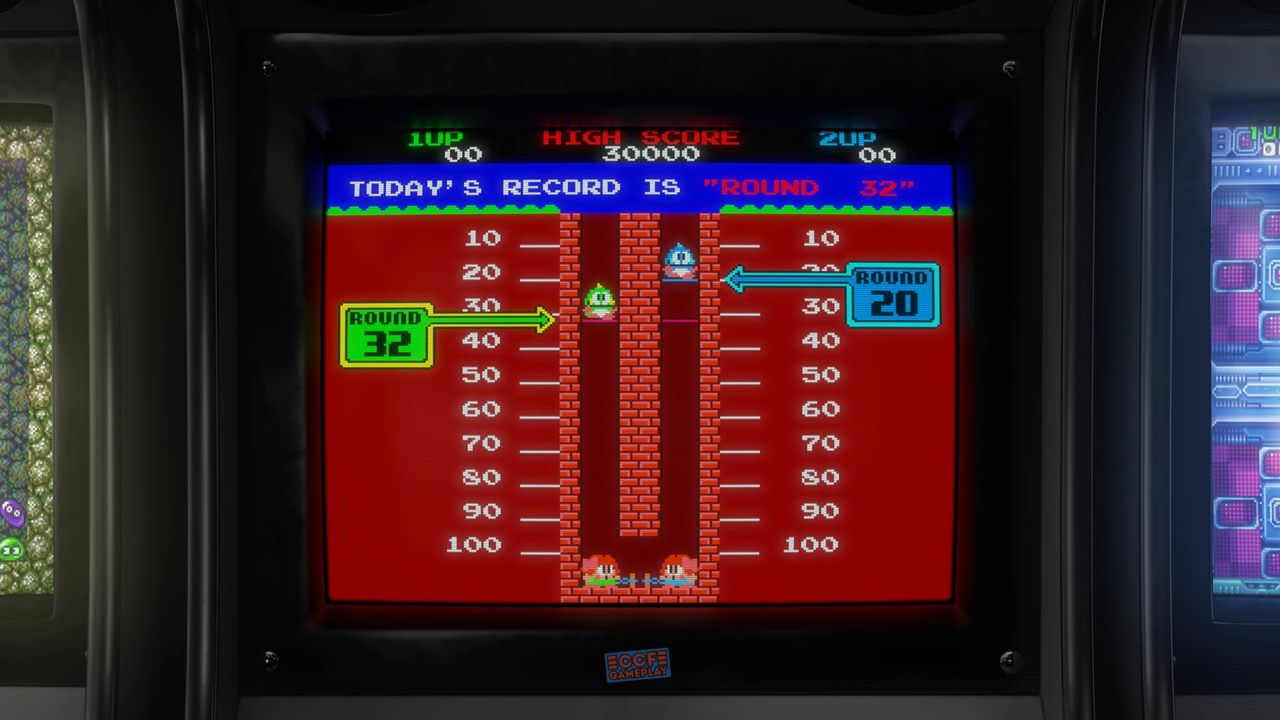 1UP HIGH SCORE 2UP
00 30000 00
TODAY'S RECORD IS "ROUND 32"
10 10
20 20
ROUND
20
30 30
ROUND
32
40 40
50 50
60 60
70 70
80 80
90 90
100 100
CCF
GAMEPLAY